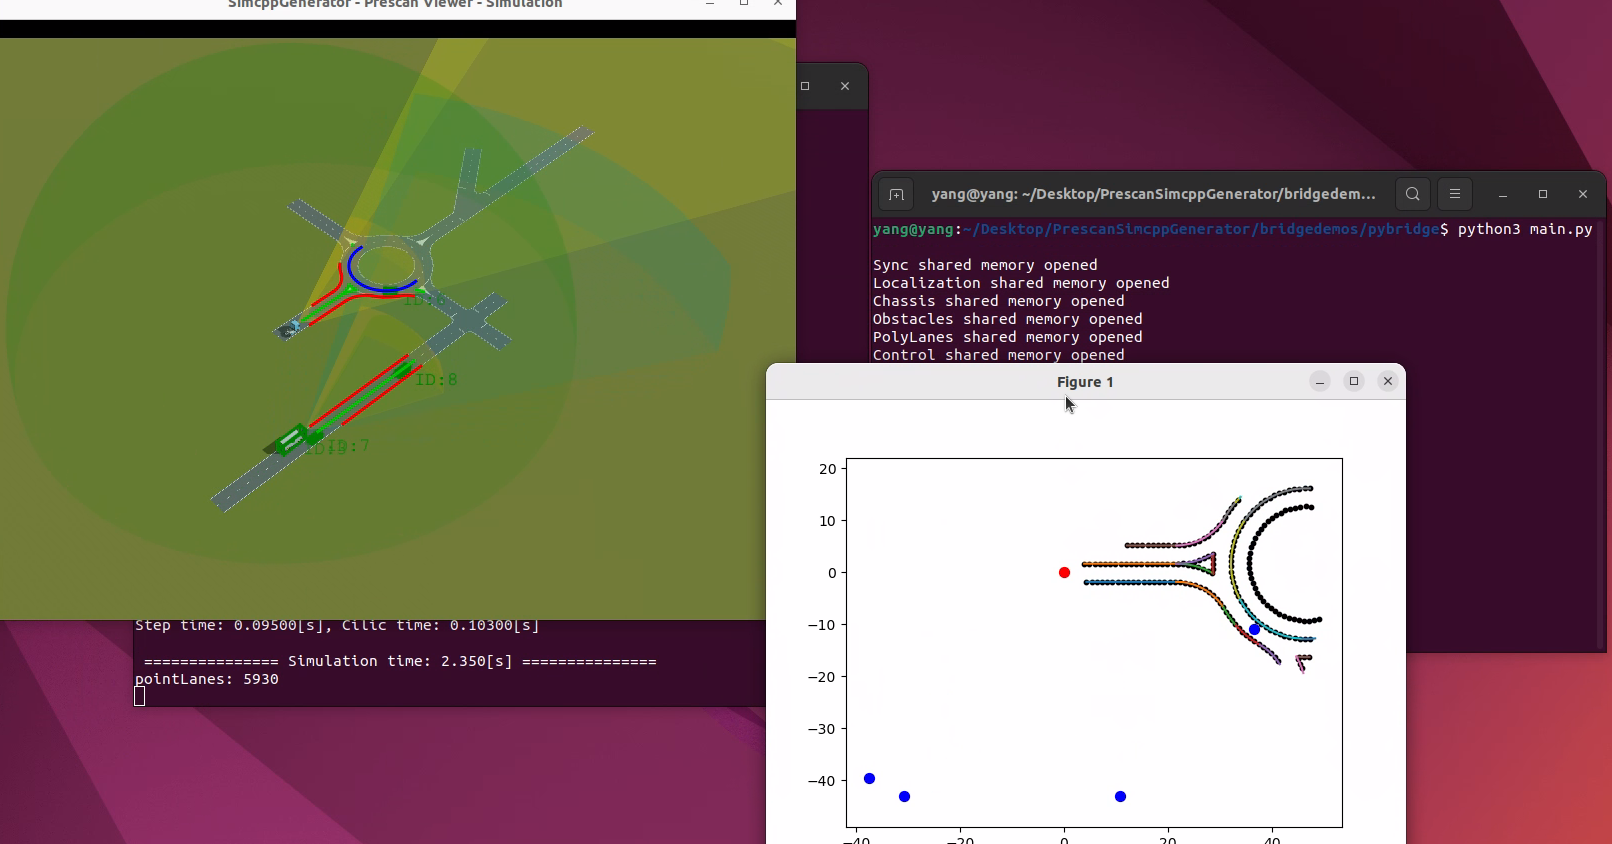 SimcppGenerator - Prescan Viewer - Simulation
ID:8
ID:7
Step time: 0.09500[s], Cilic time: 0.10300[s]
=============== Simulation time: 2.350[s] ===============
pointLanes: 5930
yang@yang: ~/Desktop/PrescanSimcppGenerator/bridgedem...
yang@yang:~/Desktop/PrescanSimcppGenerator/bridgedemos/pybridge$ python3 main.py
Sync shared memory opened
Localization shared memory opened
Chassis shared memory opened
Obstacles shared memory opened
PolyLanes shared memory opened
Control shared memory opened
Figure 1
20
10
0
−10
−20
−30
−40
−40 −20 0 20 40